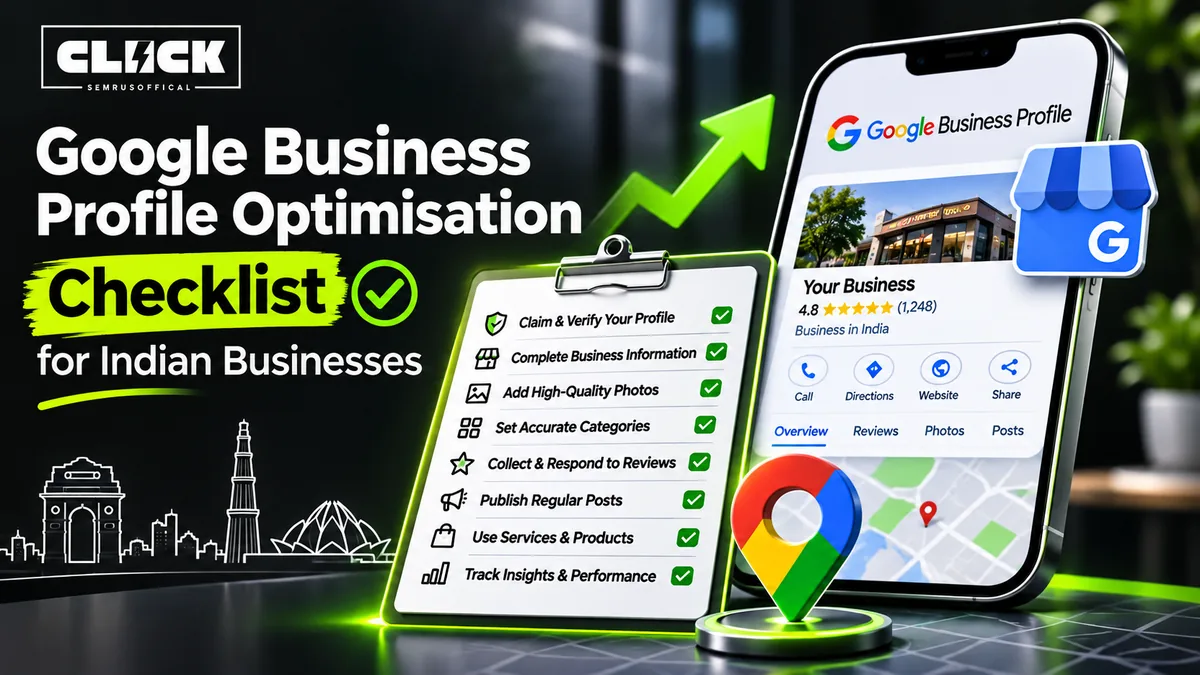 CLICK
SEMRUSOFFICAL
Google Business
Profile Optimisation
Checklist
for Indian Businesses
Claim & Verify Your Profile
Complete Business Information
Add High-Quality Photos
Set Accurate Categories
Collect & Respond to Reviews
Publish Regular Posts
Use Services & Products
Track Insights & Performance
Google Business Profile
Your Business
4.8 (1,248)
Business in India
Call Directions Website Share
Overview Reviews Photos Posts
G